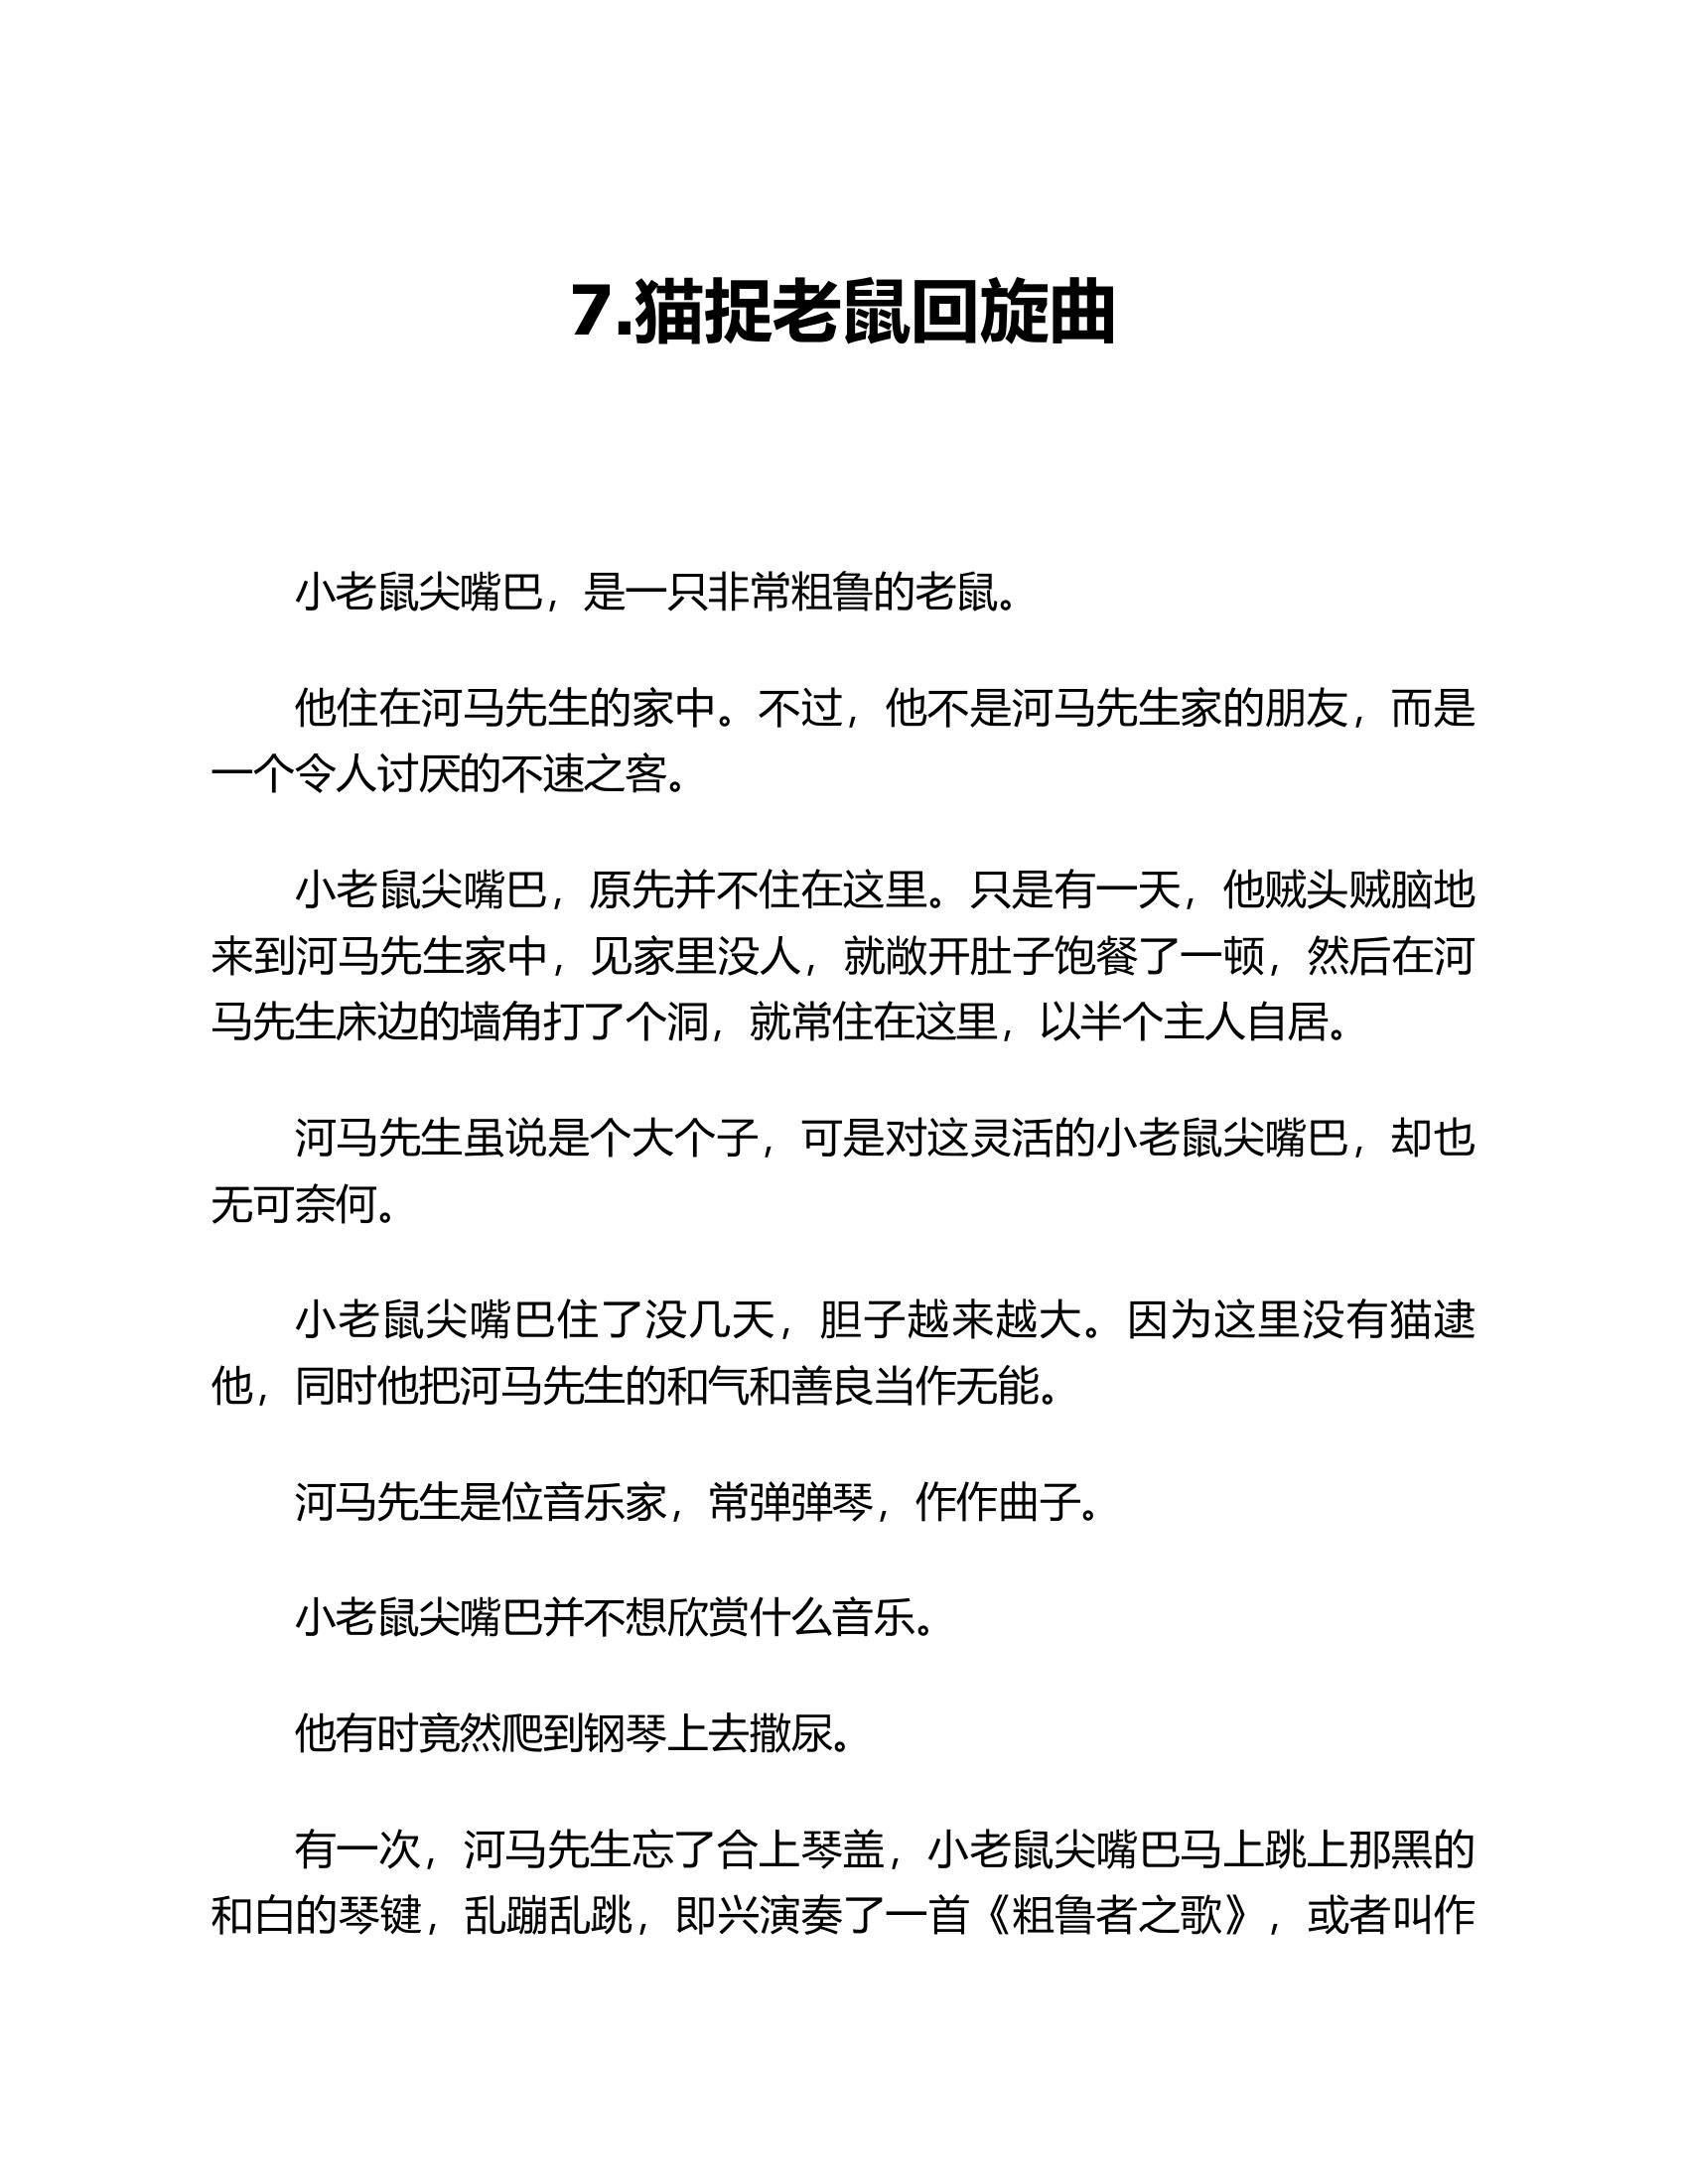 7.猫捉老鼠回旋曲
小老鼠尖嘴巴，是一只非常粗鲁的老鼠。
他住在河马先生的家中。不过，他不是河马先生家的朋友，而是
一个令人讨厌的不速之客。
小老鼠尖嘴巴，原先并不住在这里。只是有一天，他贼头贼脑地
来到河马先生家中，见家里没人，就敞开肚子饱餐了一顿，然后在河
马先生床边的墙角打了个洞，就常住在这里，以半个主人自居。
河马先生虽说是个大个子，可是对这灵活的小老鼠尖嘴巴，却也
无可奈何。
小老鼠尖嘴巴住了没几天，胆子越来越大。因为这里没有猫逮
他，同时他把河马先生的和气和善良当作无能。
河马先生是位音乐家，常弹弹琴，作作曲子。
小老鼠尖嘴巴并不想欣赏什么音乐。
他有时竟然爬到钢琴上去撒尿。
有一次，河马先生忘了合上琴盖，小老鼠尖嘴巴马上跳上那黑的
和白的琴键，乱蹦乱跳，即兴演奏了一首《粗鲁者之歌》，或者叫作